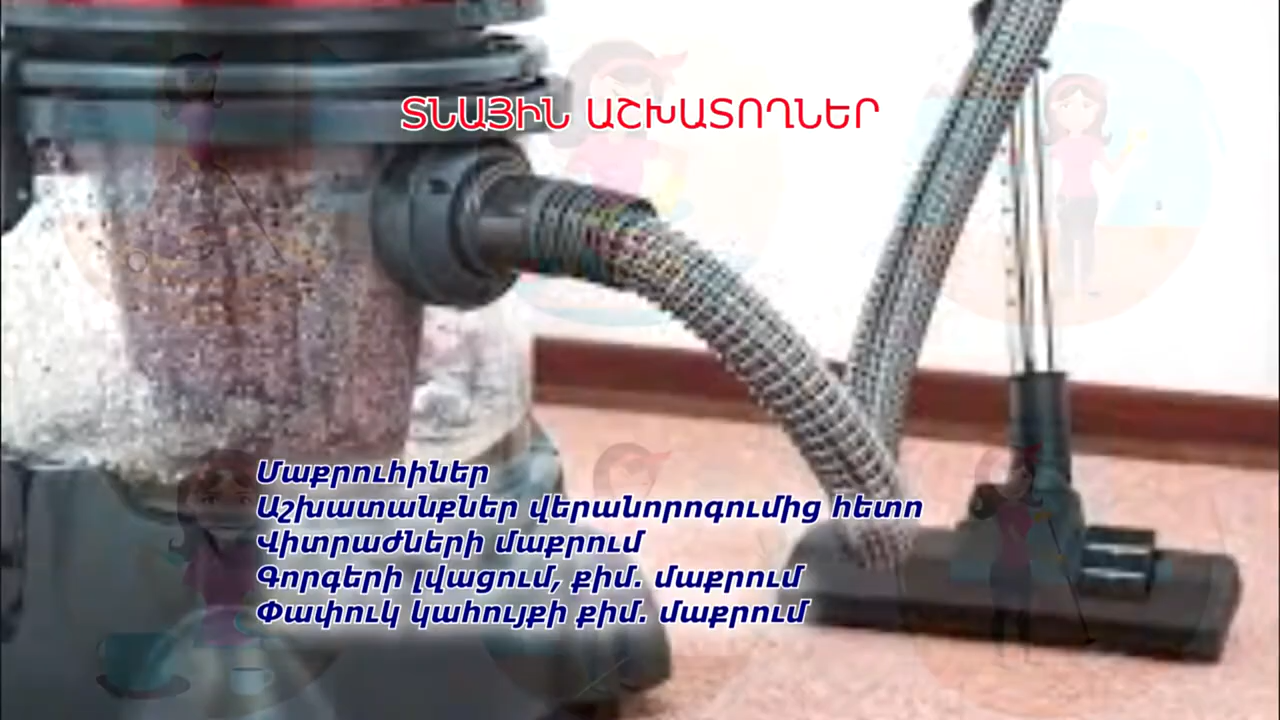 ՏՆԱՅԻՆ ԱՇԽԱՏՈՂՆԵՐ
Մաքրուհիներ
Աշխատանքներ վերանորոգումից հետո
Վիտրաժների մաքրում
Գորգերի լվացում, քիմ. մաքրում
Փափուկ կահույքի քիմ. մաքրում